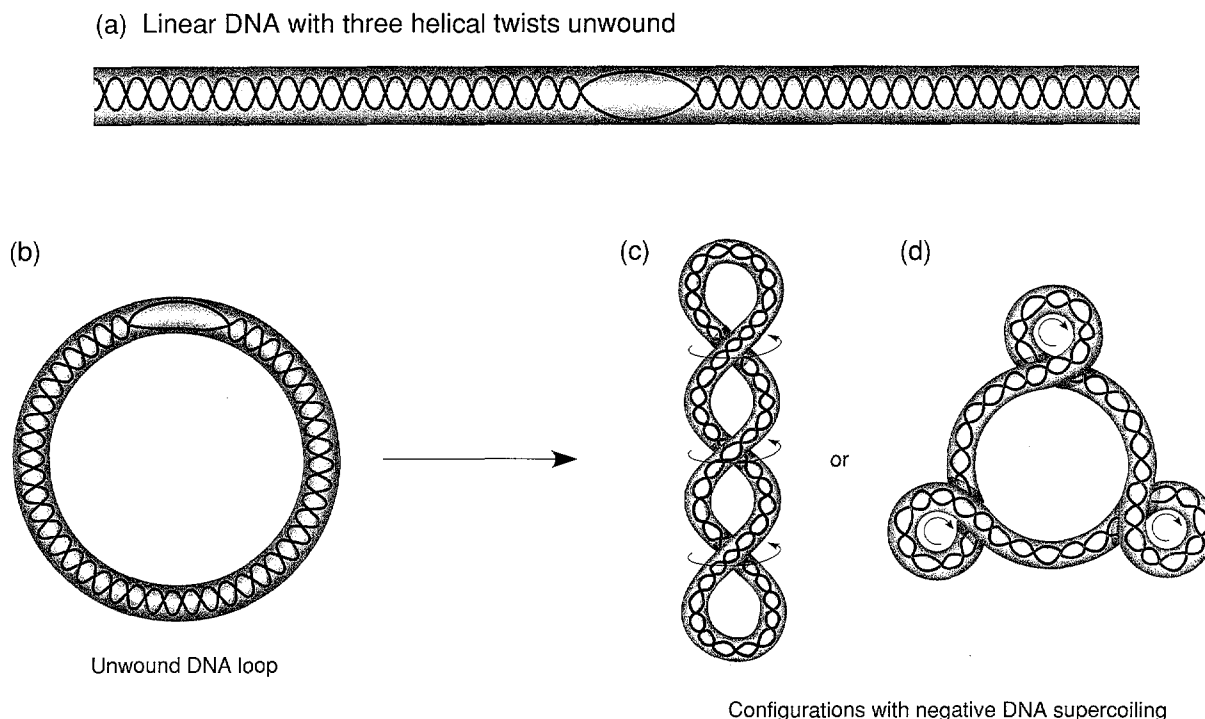 (a) Linear DNA with three helical twists unwound
(b)
(c)
(d)
or
Unwound DNA loop
Configurations with negative DNA supercoiling